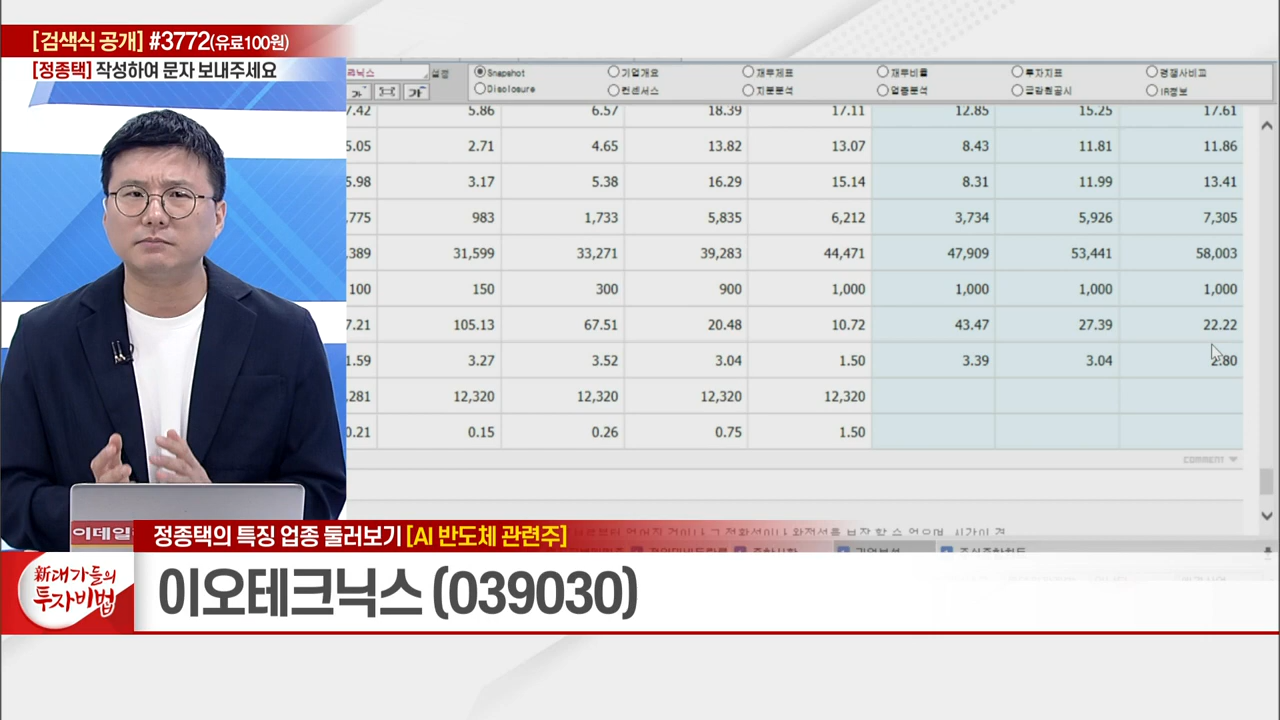 [검색식 공개] #3772(유료100원)
[정종택] 작성하여 문자 보내주세요
닉스 설정 Snapshot 기업개요 재무제표 재무비율 투자지표 경쟁사비교
가 가 Disclosure 컨센서스 지분분석 업종분석 금감원공시 IR정보
7.42 5.86 6.57 18.39 17.11 12.85 15.25 17.61
5.05 2.71 4.65 13.82 13.07 8.43 11.81 11.86
5.98 3.17 5.38 16.29 15.14 8.31 11.99 13.41
,775 983 1,733 5,835 6,212 3,734 5,926 7,305
,389 31,599 33,271 39,283 44,471 47,909 53,441 58,003
100 150 300 900 1,000 1,000 1,000 1,000
7.21 105.13 67.51 20.48 10.72 43.47 27.39 22.22
1.59 3.27 3.52 3.04 1.50 3.39 3.04 2.80
,281 12,320 12,320 12,320 12,320
0.21 0.15 0.26 0.75 1.50
COMMENT
이데일
정종택의 특징 업종 둘러보기 [AI 반도체 관련주]
新대가들의
투자비법
이오테크닉스 (039030)